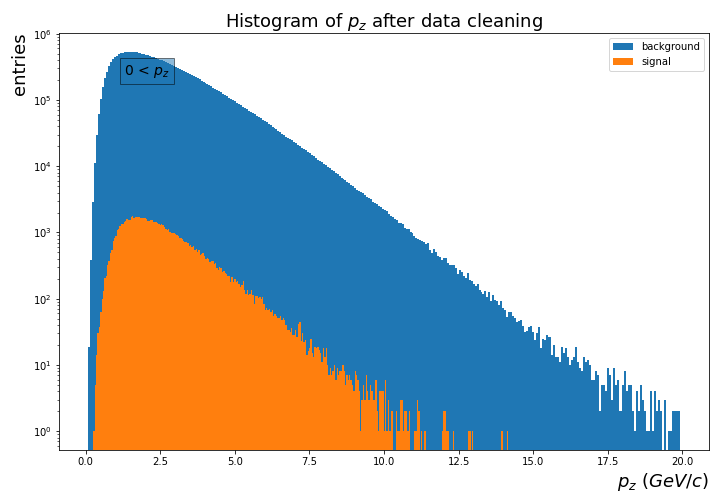 Histogram of p_z after data cleaning
entries
10^6
10^5
10^4
10^3
10^2
10^1
10^0
0 < p_z
background
signal
0.0 2.5 5.0 7.5 10.0 12.5 15.0 17.5 20.0
p_z (GeV/c)